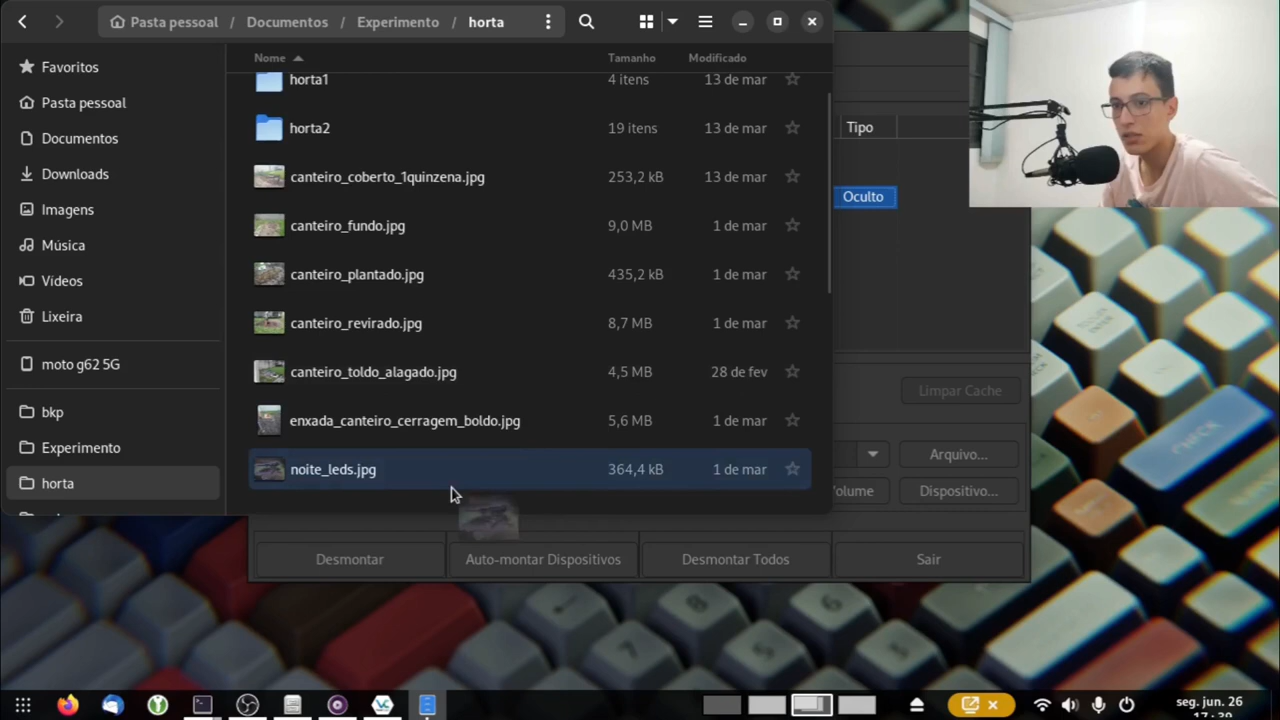 Pasta pessoal / Documentos / Experimento / horta
Nome Tamanho Modificado
Favoritos
Pasta pessoal
Documentos
Downloads
Imagens
Música
Vídeos
Lixeira
moto g62 5G
bkp
Experimento
horta
horta1 4 itens 13 de mar
horta2 19 itens 13 de mar
canteiro_coberto_1quinzena.jpg 253,2 kB 13 de mar
canteiro_fundo.jpg 9,0 MB 1 de mar
canteiro_plantado.jpg 435,2 kB 1 de mar
canteiro_revirado.jpg 8,7 MB 1 de mar
canteiro_toldo_alagado.jpg 4,5 MB 28 de fev
enxada_canteiro_cerragem_boldo.jpg 5,6 MB 1 de mar
noite_leds.jpg 364,4 kB 1 de mar
Tipo
Oculto
Limpar Cache
Arquivo...
Dispositivo...
Desmontar Auto-montar Dispositivos Desmontar Todos Sair
CHECK
seg. jun. 26